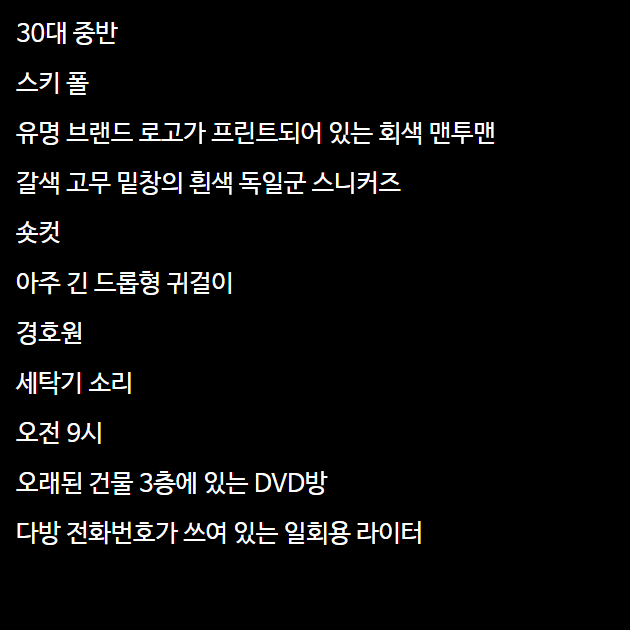 30대 중반
스키 폴
유명 브랜드 로고가 프린트되어 있는 회색 맨투맨
갈색 고무 밑창의 흰색 독일군 스니커즈
숏컷
아주 긴 드롭형 귀걸이
경호원
세탁기 소리
오전 9시
오래된 건물 3층에 있는 DVD방
다방 전화번호가 쓰여 있는 일회용 라이터